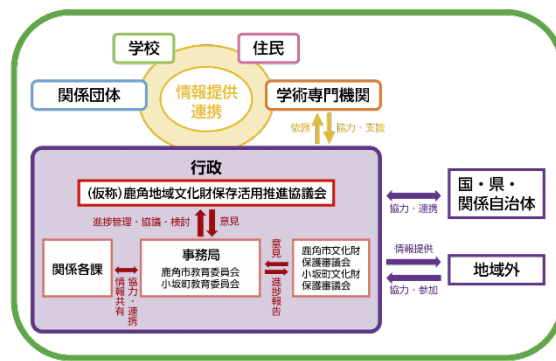 学校
住民
関係団体
情報提供
連携
学術専門機関
依頼
協力・支援
行政
(仮称)鹿角地域文化財保存活用推進協議会
国・県・
関係自治体
協力・連携
進捗管理・協議・検討
意見
関係各課
協力・連携
情報共有
事務局
鹿角市教育委員会
小坂町教育委員会
意見
進捗報告
鹿角市文化財
保護審議会
小坂町文化財
保護審議会
情報提供
地域外
協力・参加